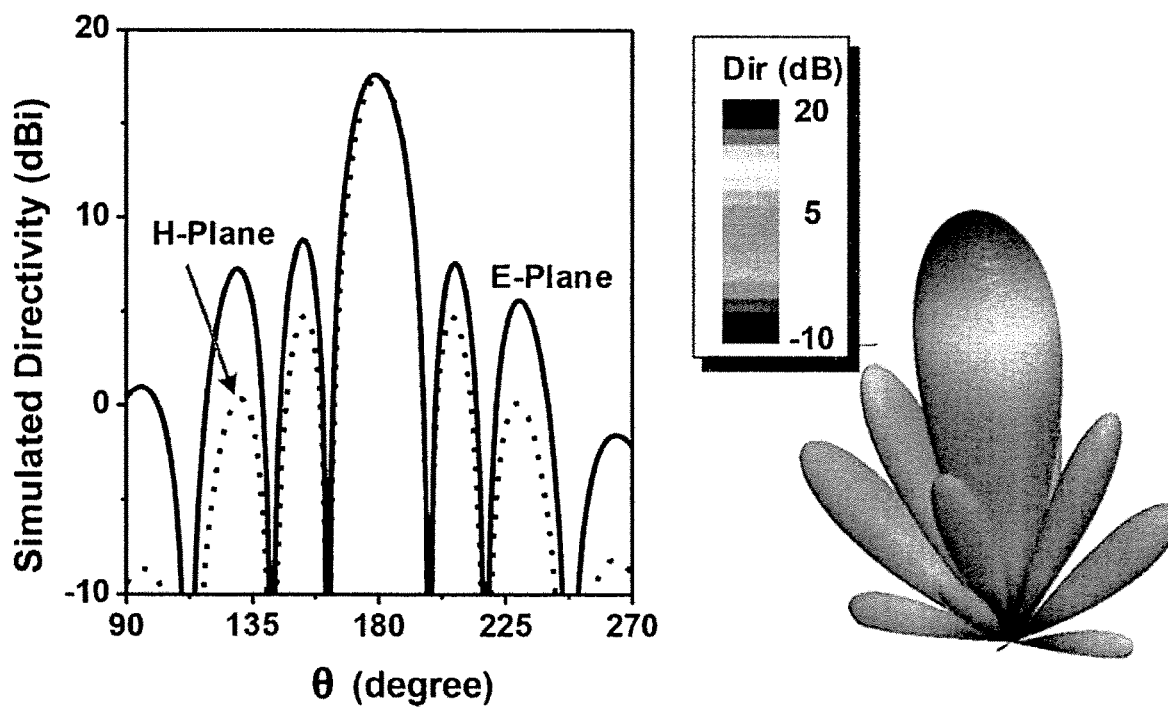 Simulated Directivity (dBi)
20
10
0
-10
H-Plane
E-Plane
90
135
180
225
270
θ (degree)
Dir (dB)
20
5
-10